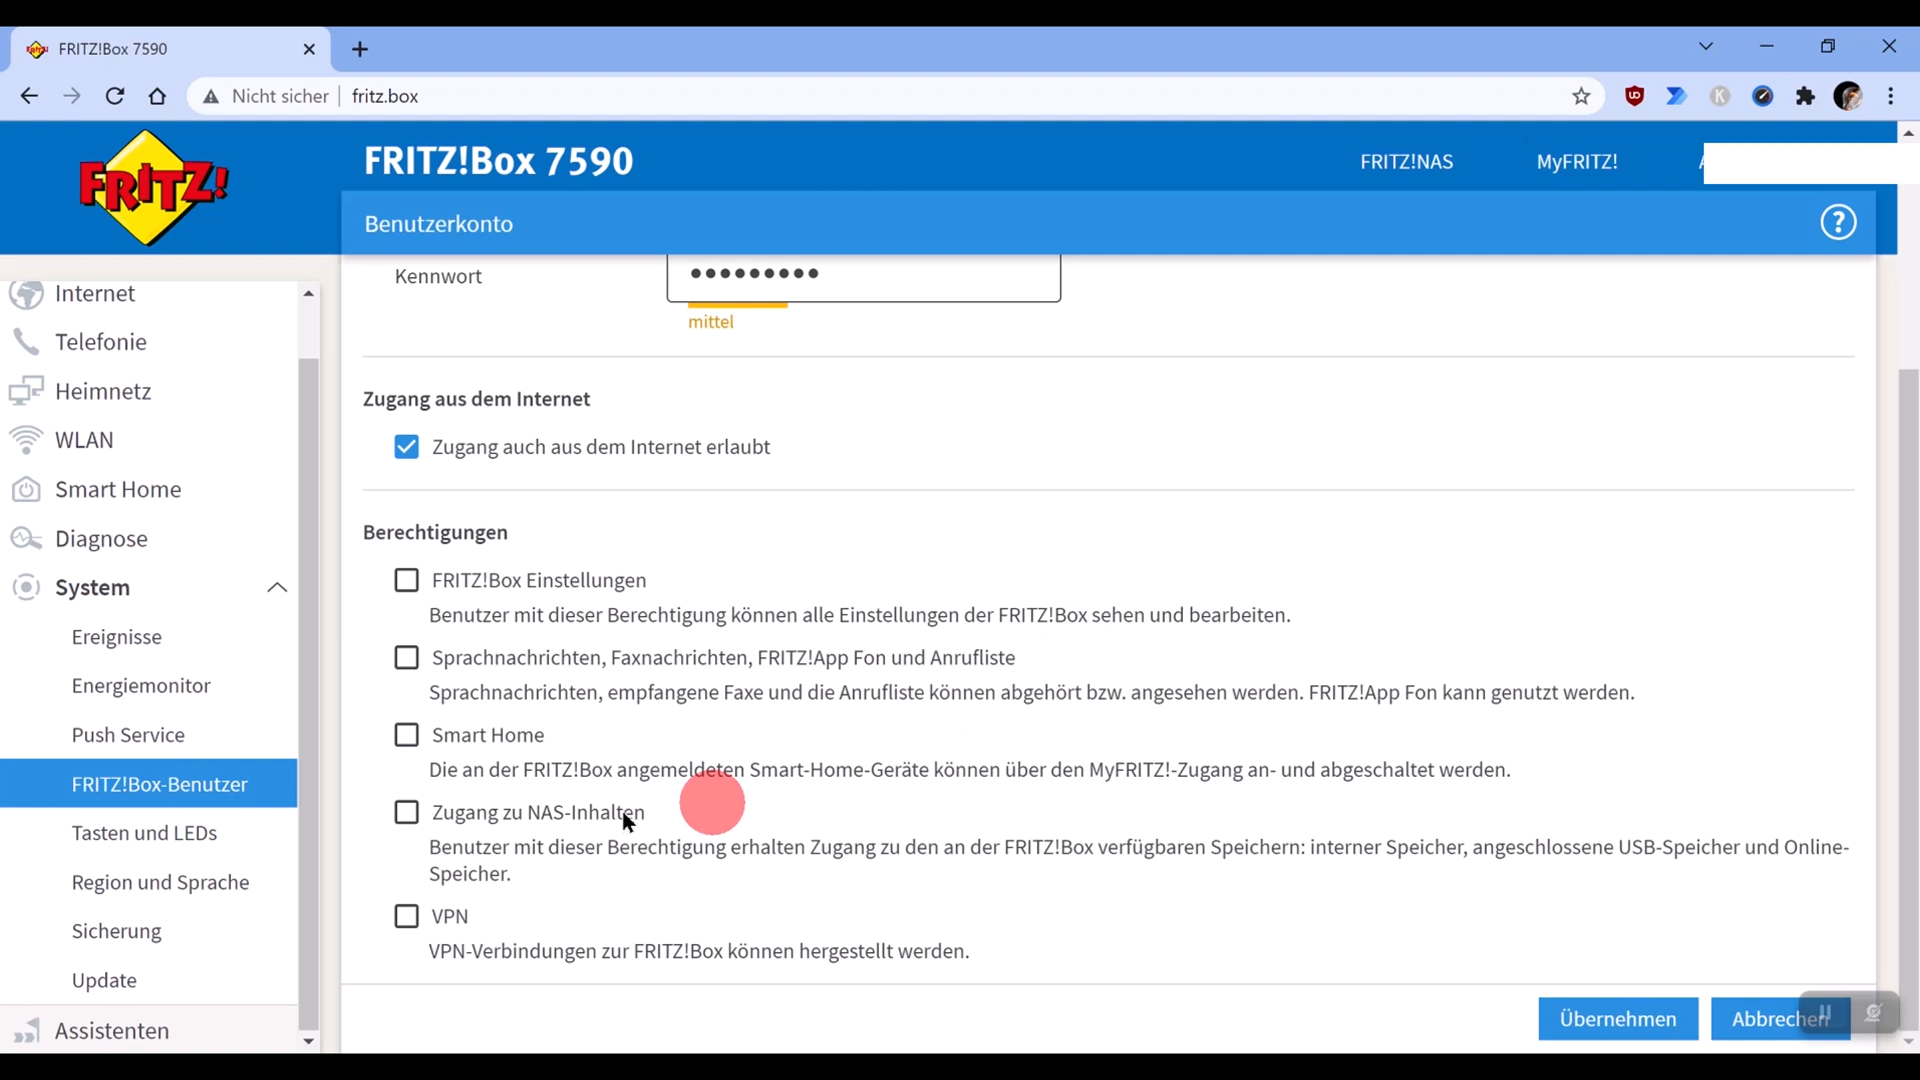 FRITZ!Box 7590
Nicht sicher
fritz.box
FRITZ!
FRITZ!Box 7590
FRITZ!NAS
MyFRITZ!
Benutzerkonto
?
Internet
Telefonie
Heimnetz
WLAN
Smart Home
Diagnose
System
Ereignisse
Energiemonitor
Push Service
FRITZ!Box-Benutzer
Tasten und LEDs
Region und Sprache
Sicherung
Update
Assistenten
Kennwort
mittel
Zugang aus dem Internet
Zugang auch aus dem Internet erlaubt
Berechtigungen
FRITZ!Box Einstellungen
Benutzer mit dieser Berechtigung können alle Einstellungen der FRITZ!Box sehen und bearbeiten.
Sprachnachrichten, Faxnachrichten, FRITZ!App Fon und Anrufliste
Sprachnachrichten, empfangene Faxe und die Anrufliste können abgehört bzw. angesehen werden. FRITZ!App Fon kann genutzt werden.
Smart Home
Die an der FRITZ!Box angemeldeten Smart-Home-Geräte können über den MyFRITZ!-Zugang an- und abgeschaltet werden.
Zugang zu NAS-Inhalten
Benutzer mit dieser Berechtigung erhalten Zugang zu den an der FRITZ!Box verfügbaren Speichern: interner Speicher, angeschlossene USB-Speicher und Online-
Speicher.
VPN
VPN-Verbindungen zur FRITZ!Box können hergestellt werden.
Übernehmen
Abbrechen